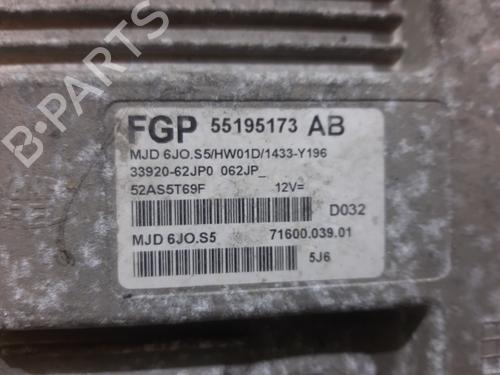 B-PARTS
FGP 55195173 AB
MJD 6JO.S5/HW01D/1433-Y196
33920-62JP0 062JP_
52AS5T69F 12V=
D032
MJD 6JO.S5 71600.039.01
5J6